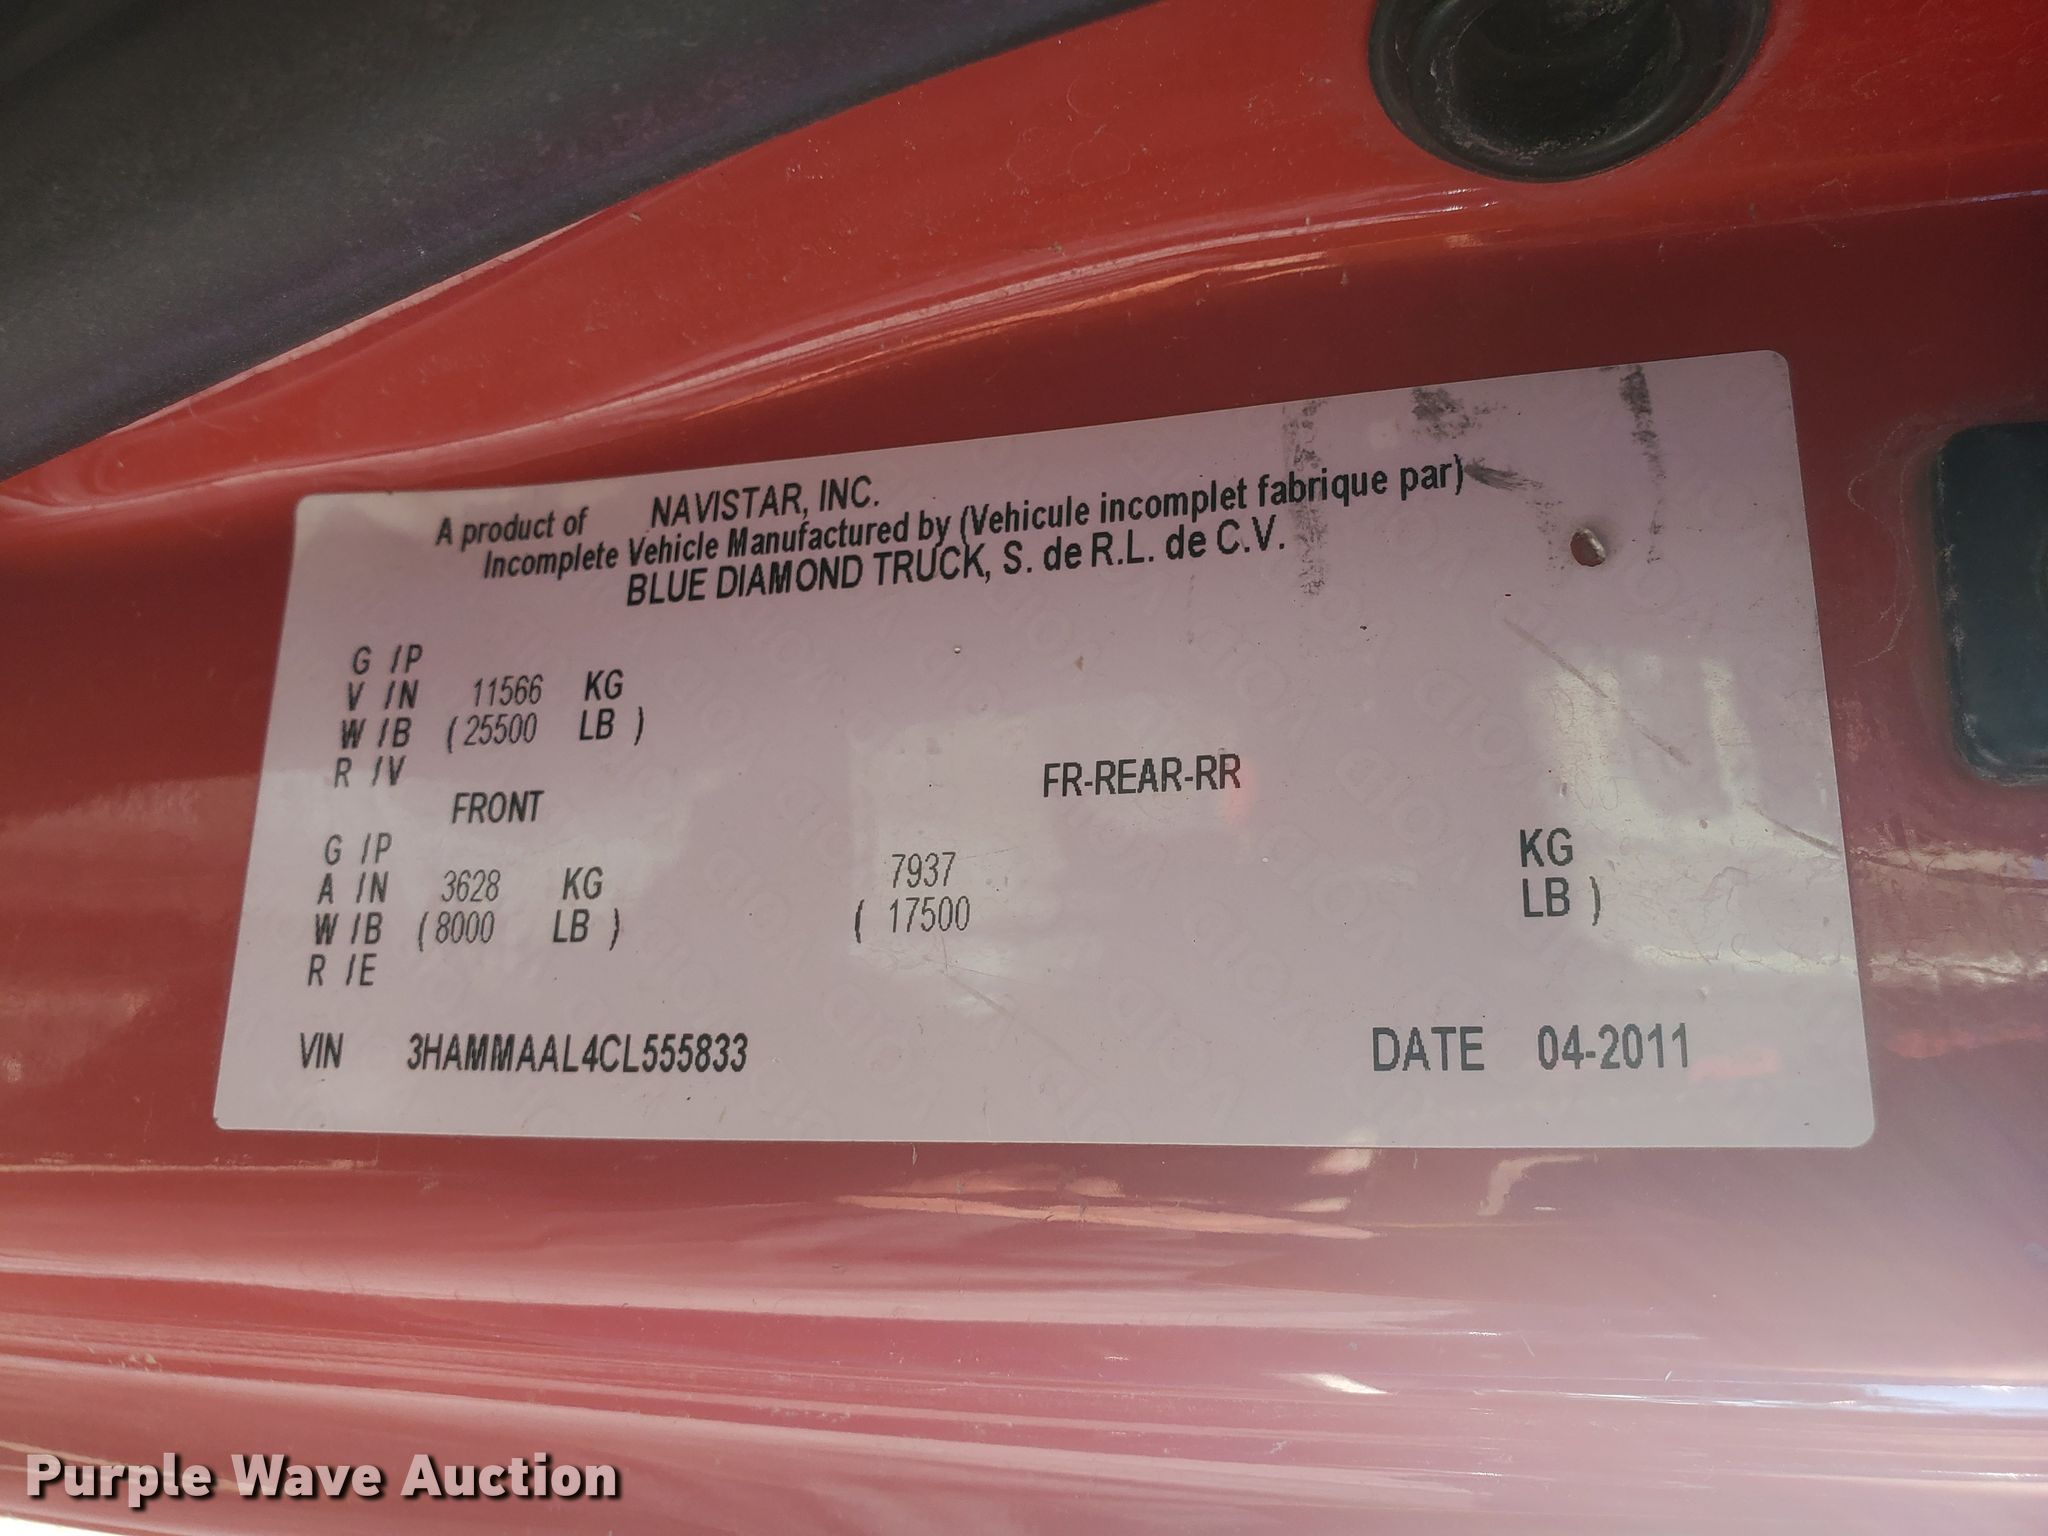 A product of NAVISTAR, INC.
Incomplete Vehicle Manufactured by (Vehicule incomplet fabrique par)
BLUE DIAMOND TRUCK, S. de R.L. de C.V.
G /P
V /N 11566 KG
W /B ( 25500 LB )
R /V
FRONT FR-REAR-RR
G /P
A /N 3628 KG 7937 KG
W /B ( 8000 LB ) ( 17500 LB )
R /E
VIN 3HAMMAAL4CL555833 DATE 04-2011
Purple Wave Auction